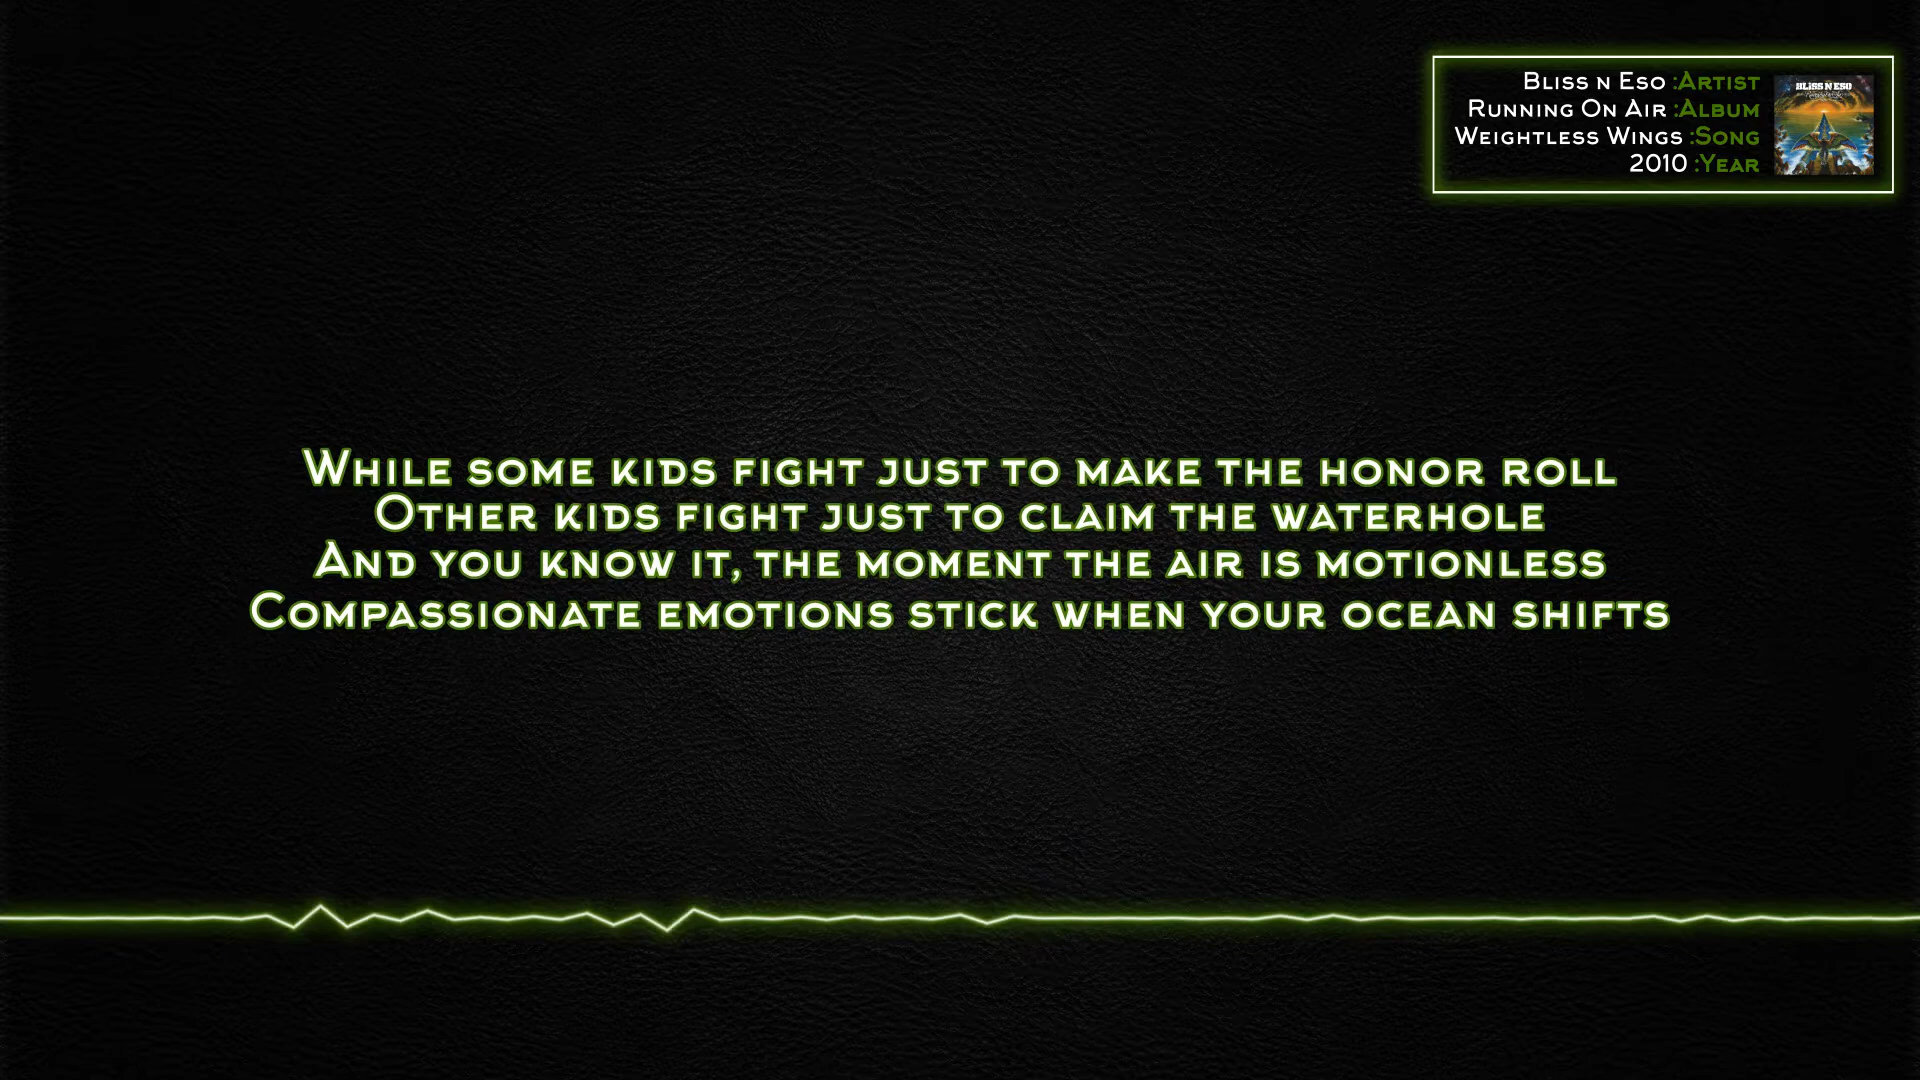 Bliss n Eso :Artist
Running On Air :Album
Weightless Wings :Song
2010 :Year
BLISS N ESO
While some kids fight just to make the honor roll
Other kids fight just to claim the waterhole
And you know it, the moment the air is motionless
Compassionate emotions stick when your ocean shifts